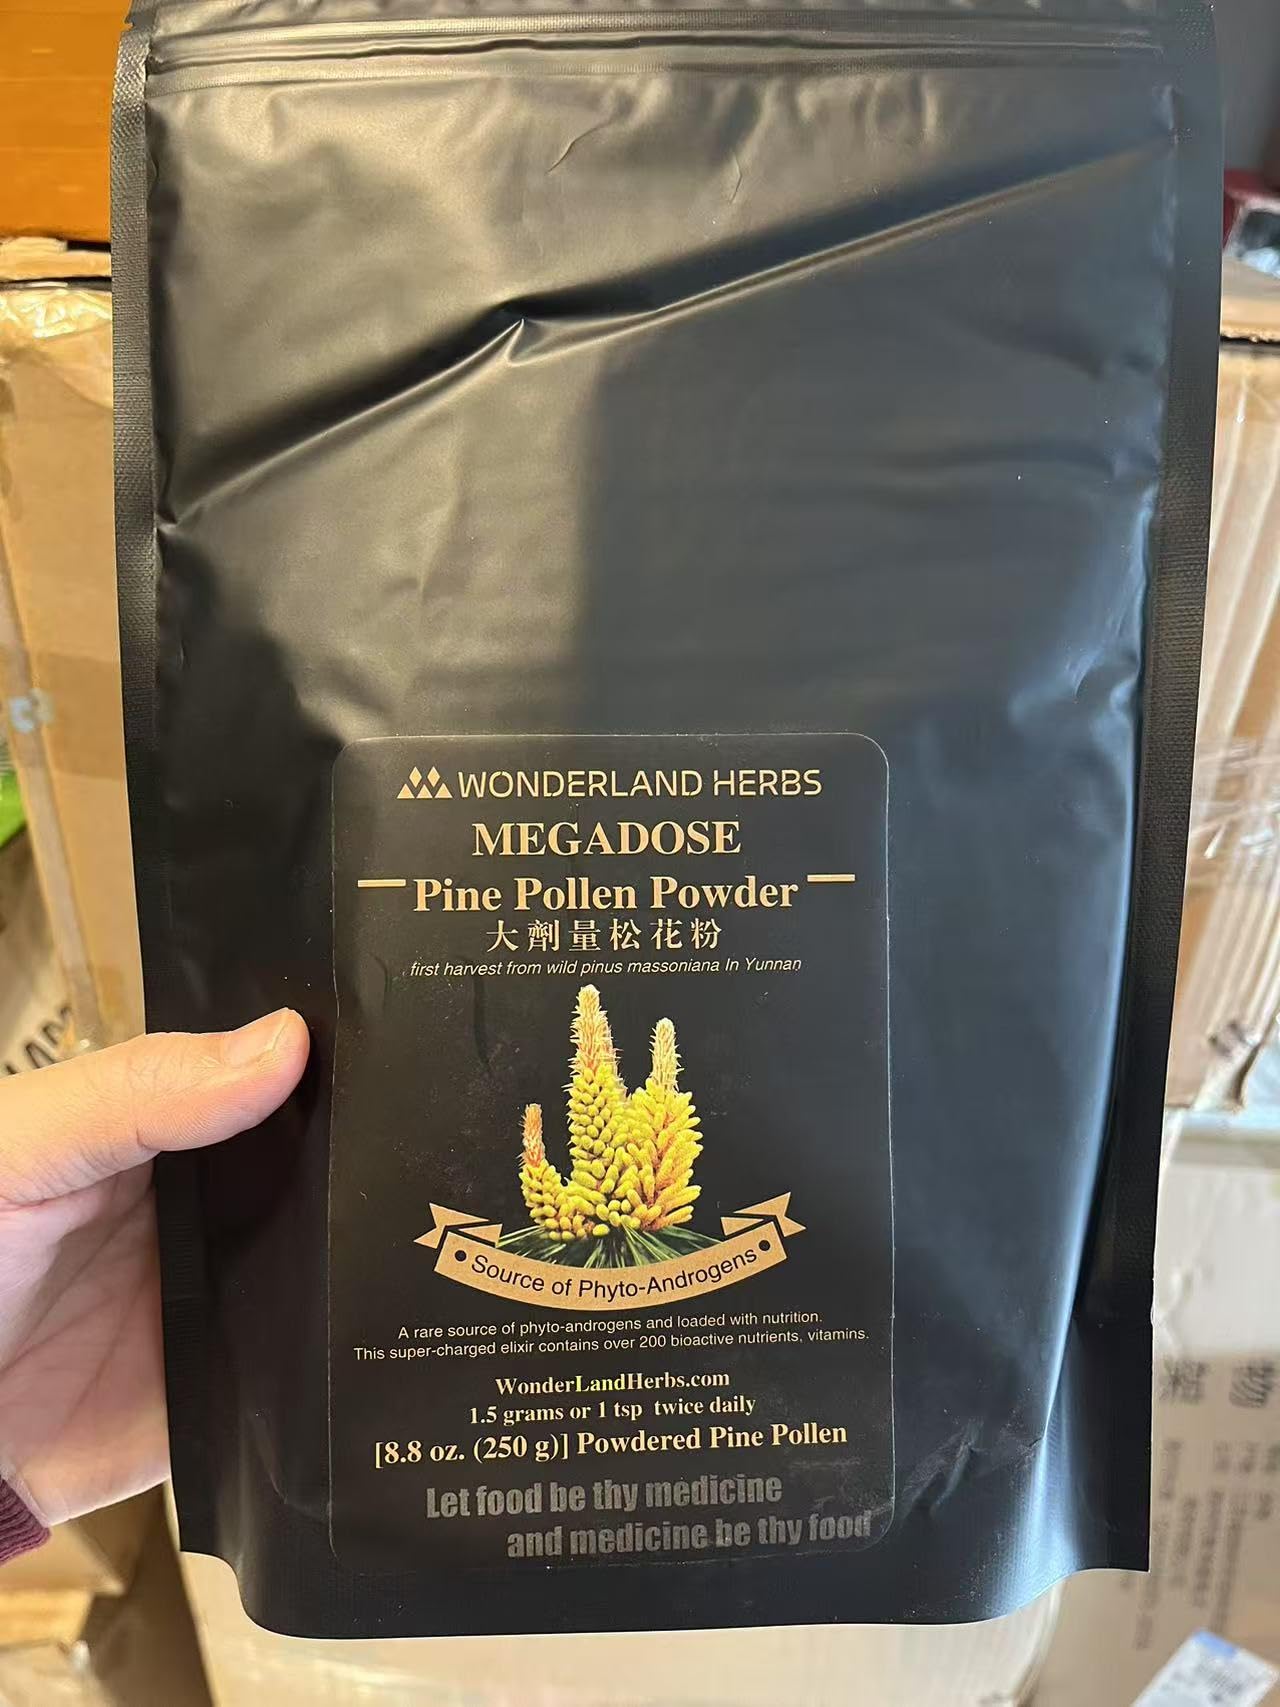 WONDERLAND HERBS
MEGADOSE
Pine Pollen Powder
大劑量松花粉
first harvest from wild pinus massoniana In Yunnan
Source of Phyto-Androgens
A rare source of phyto-androgens and loaded with nutrition.
This super-charged elixir contains over 200 bioactive nutrients, vitamins.
WonderLandHerbs.com
1.5 grams or 1 tsp twice daily
[8.8 oz. (250 g)] Powdered Pine Pollen
Let food be thy medicine
and medicine be thy food